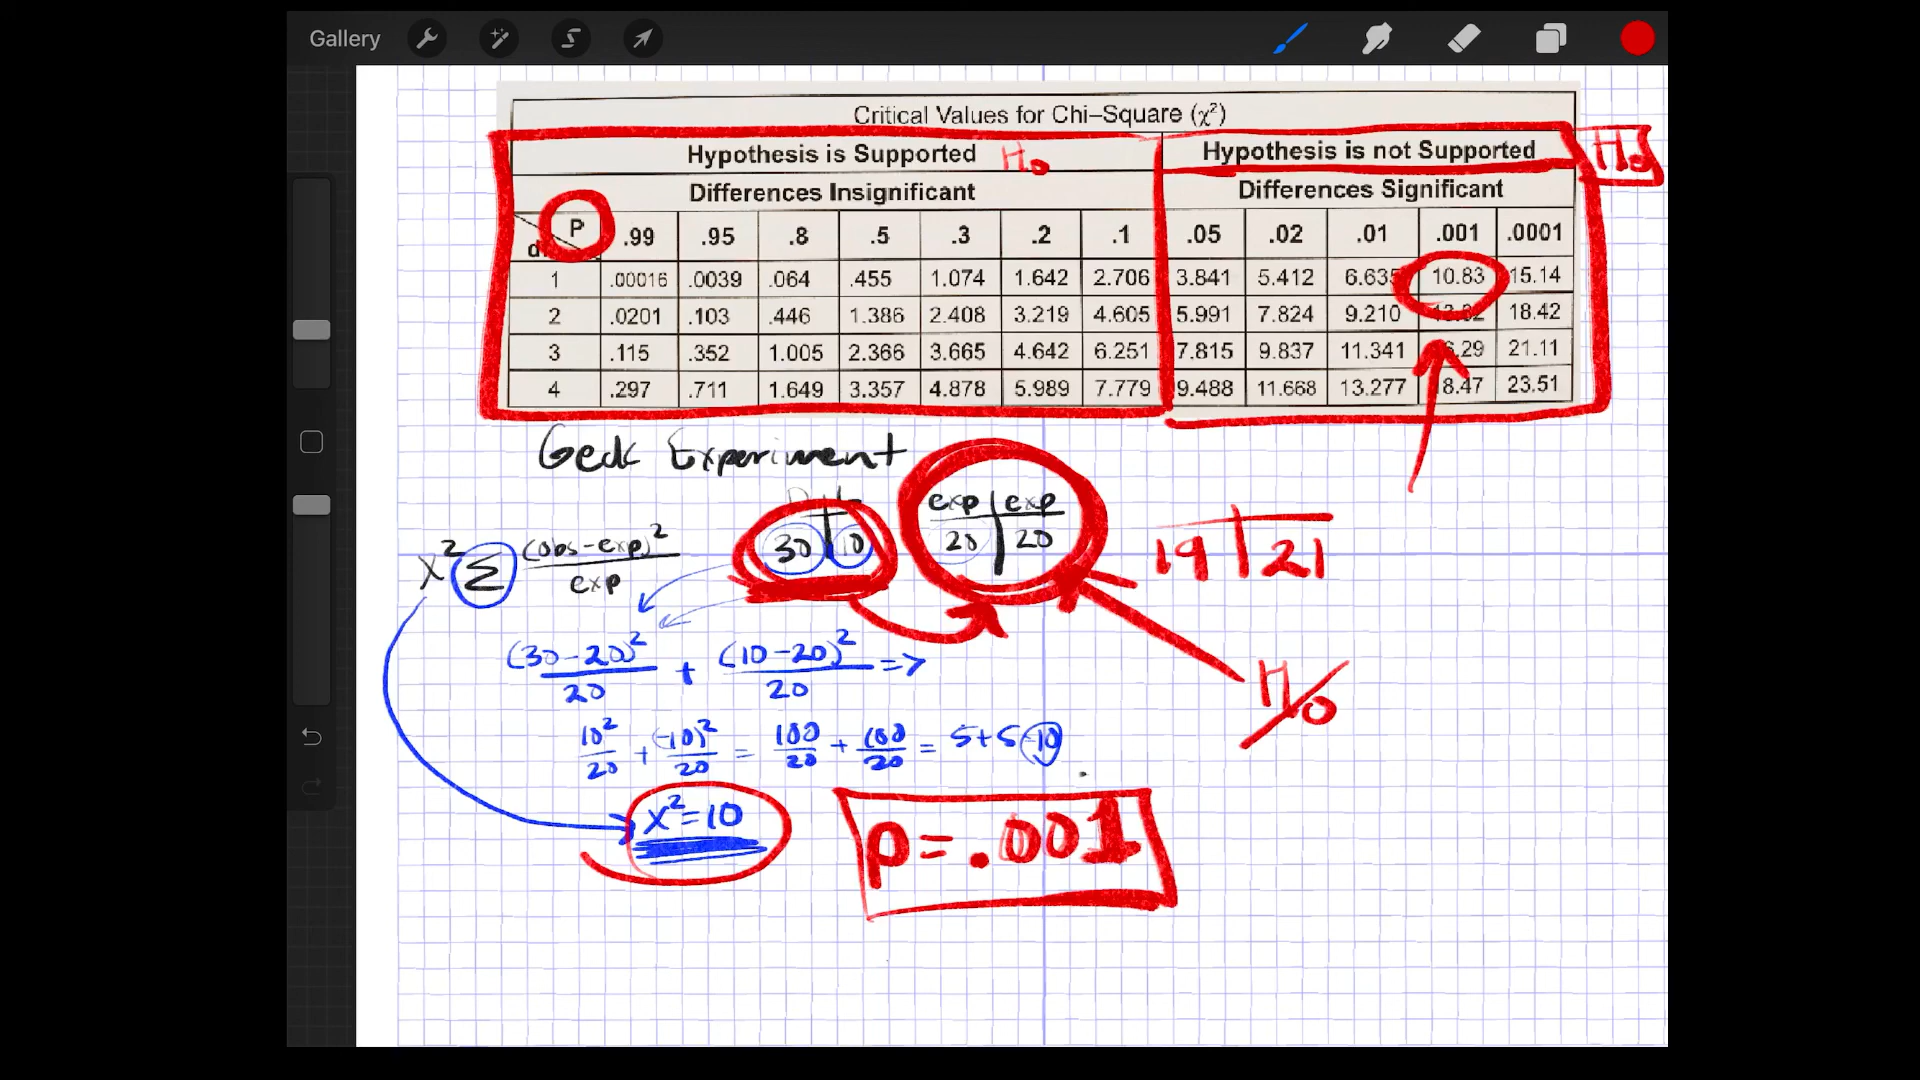 Gallery
Critical Values for Chi–Square (χ²)
Hypothesis is Supported H₀ Hypothesis is not Supported H₀
Differences Insignificant Differences Significant
P .99 .95 .8 .5 .3 .2 .1 .05 .02 .01 .001 .0001
1 .00016 .0039 .064 .455 1.074 1.642 2.706 3.841 5.412 6.635 10.83 15.14
2 .0201 .103 .446 1.386 2.408 3.219 4.605 5.991 7.824 9.210 18.42
3 .115 .352 1.005 2.366 3.665 4.642 6.251 7.815 9.837 11.341 21.11
4 .297 .711 1.649 3.357 4.878 5.989 7.779 9.488 11.668 13.277 18.47 23.51
Experiment
exp exp
30 10 20 20 19 21
X² Σ (obs-exp)²
exp
(30-20)² + (10-20)² =>
20 20
H₀
10² + (-10)² = 100 + 100 = 5+5=10
20 20 20 20
X²=10
p=.001